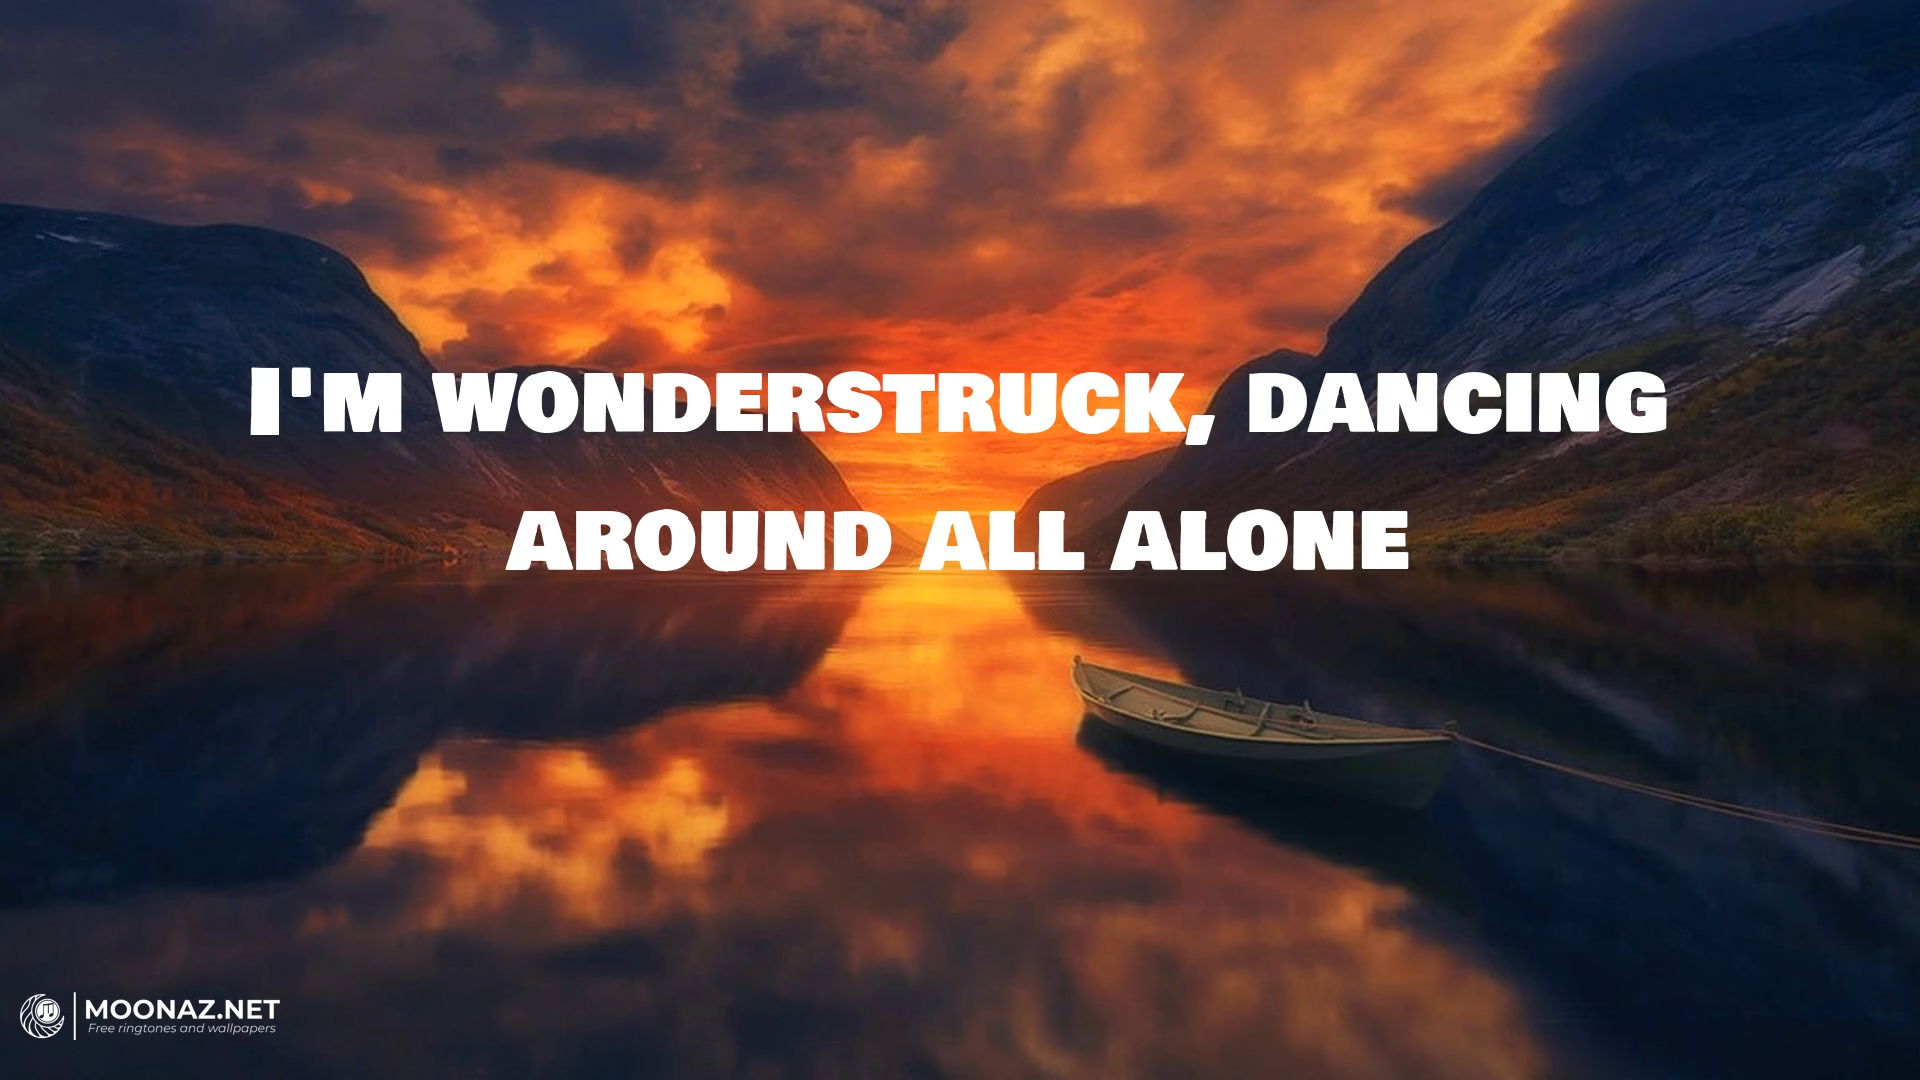 I'm wonderstruck, dancing
around all alone
MOONAZ.NET
Free ringtones and wallpapers